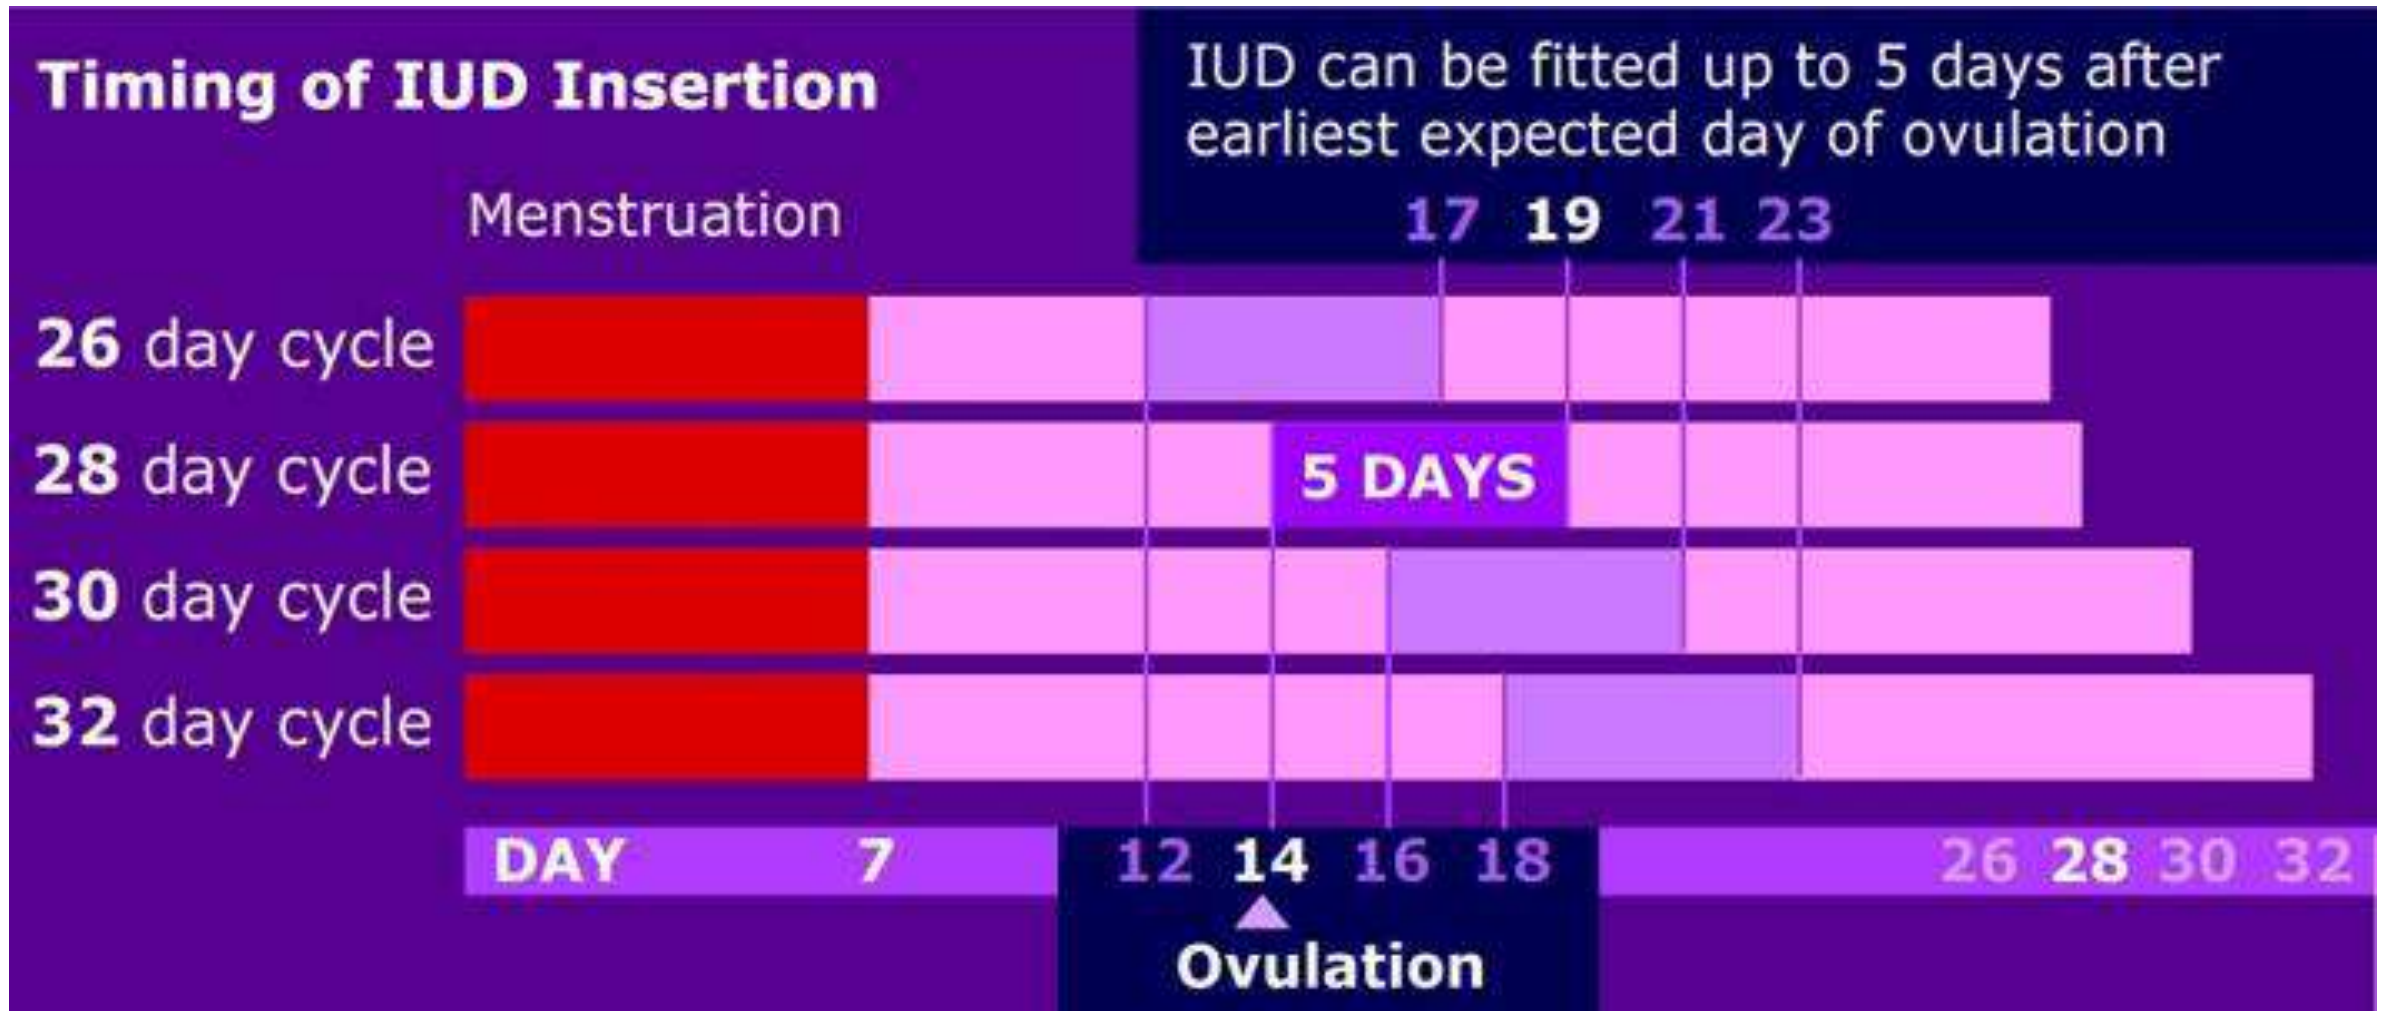 Timing of IUD Insertion
IUD can be fitted up to 5 days after
earliest expected day of ovulation
Menstruation
17 19 21 23
26 day cycle
28 day cycle
5 DAYS
30 day cycle
32 day cycle
DAY 7 12 14 16 18 26 28 30 32
Ovulation